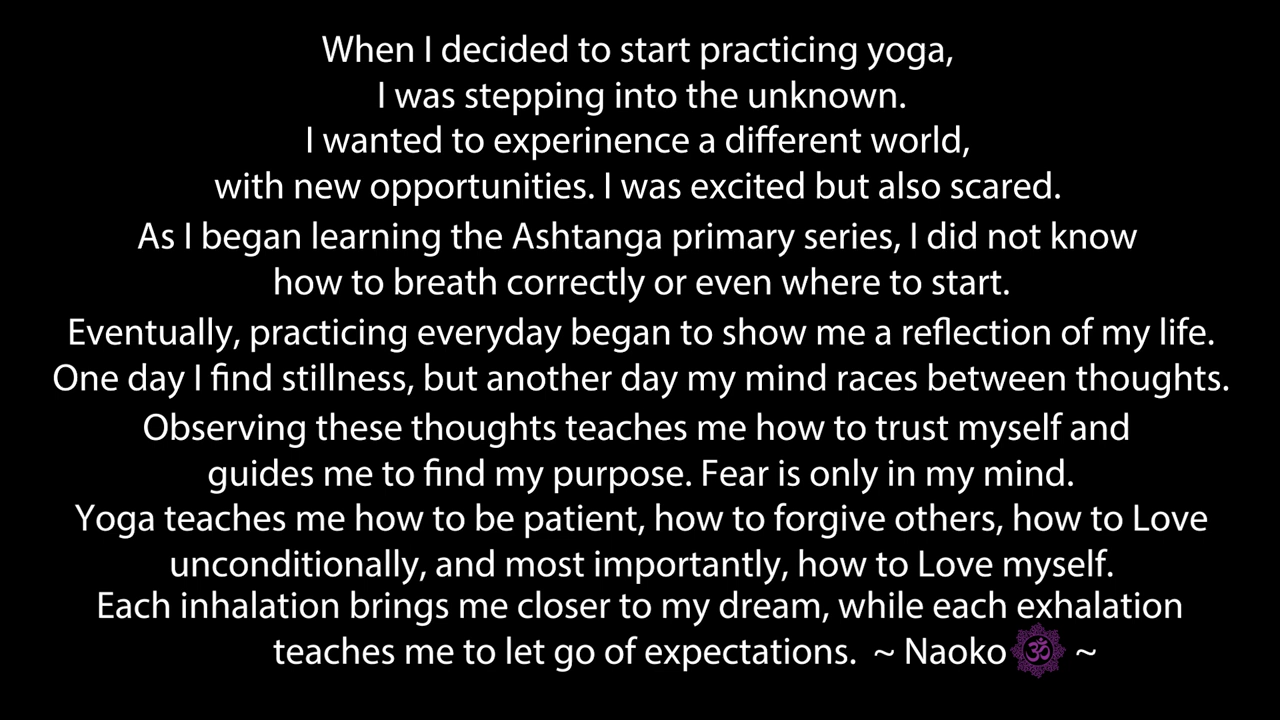 When I decided to start practicing yoga,
I was stepping into the unknown.
I wanted to experinence a different world,
with new opportunities. I was excited but also scared.
As I began learning the Ashtanga primary series, I did not know
how to breath correctly or even where to start.
Eventually, practicing everyday began to show me a reflection of my life.
One day I find stillness, but another day my mind races between thoughts.
Observing these thoughts teaches me how to trust myself and
guides me to find my purpose. Fear is only in my mind.
Yoga teaches me how to be patient, how to forgive others, how to Love
unconditionally, and most importantly, how to Love myself.
Each inhalation brings me closer to my dream, while each exhalation
teaches me to let go of expectations. ~ Naoko ॐ ~